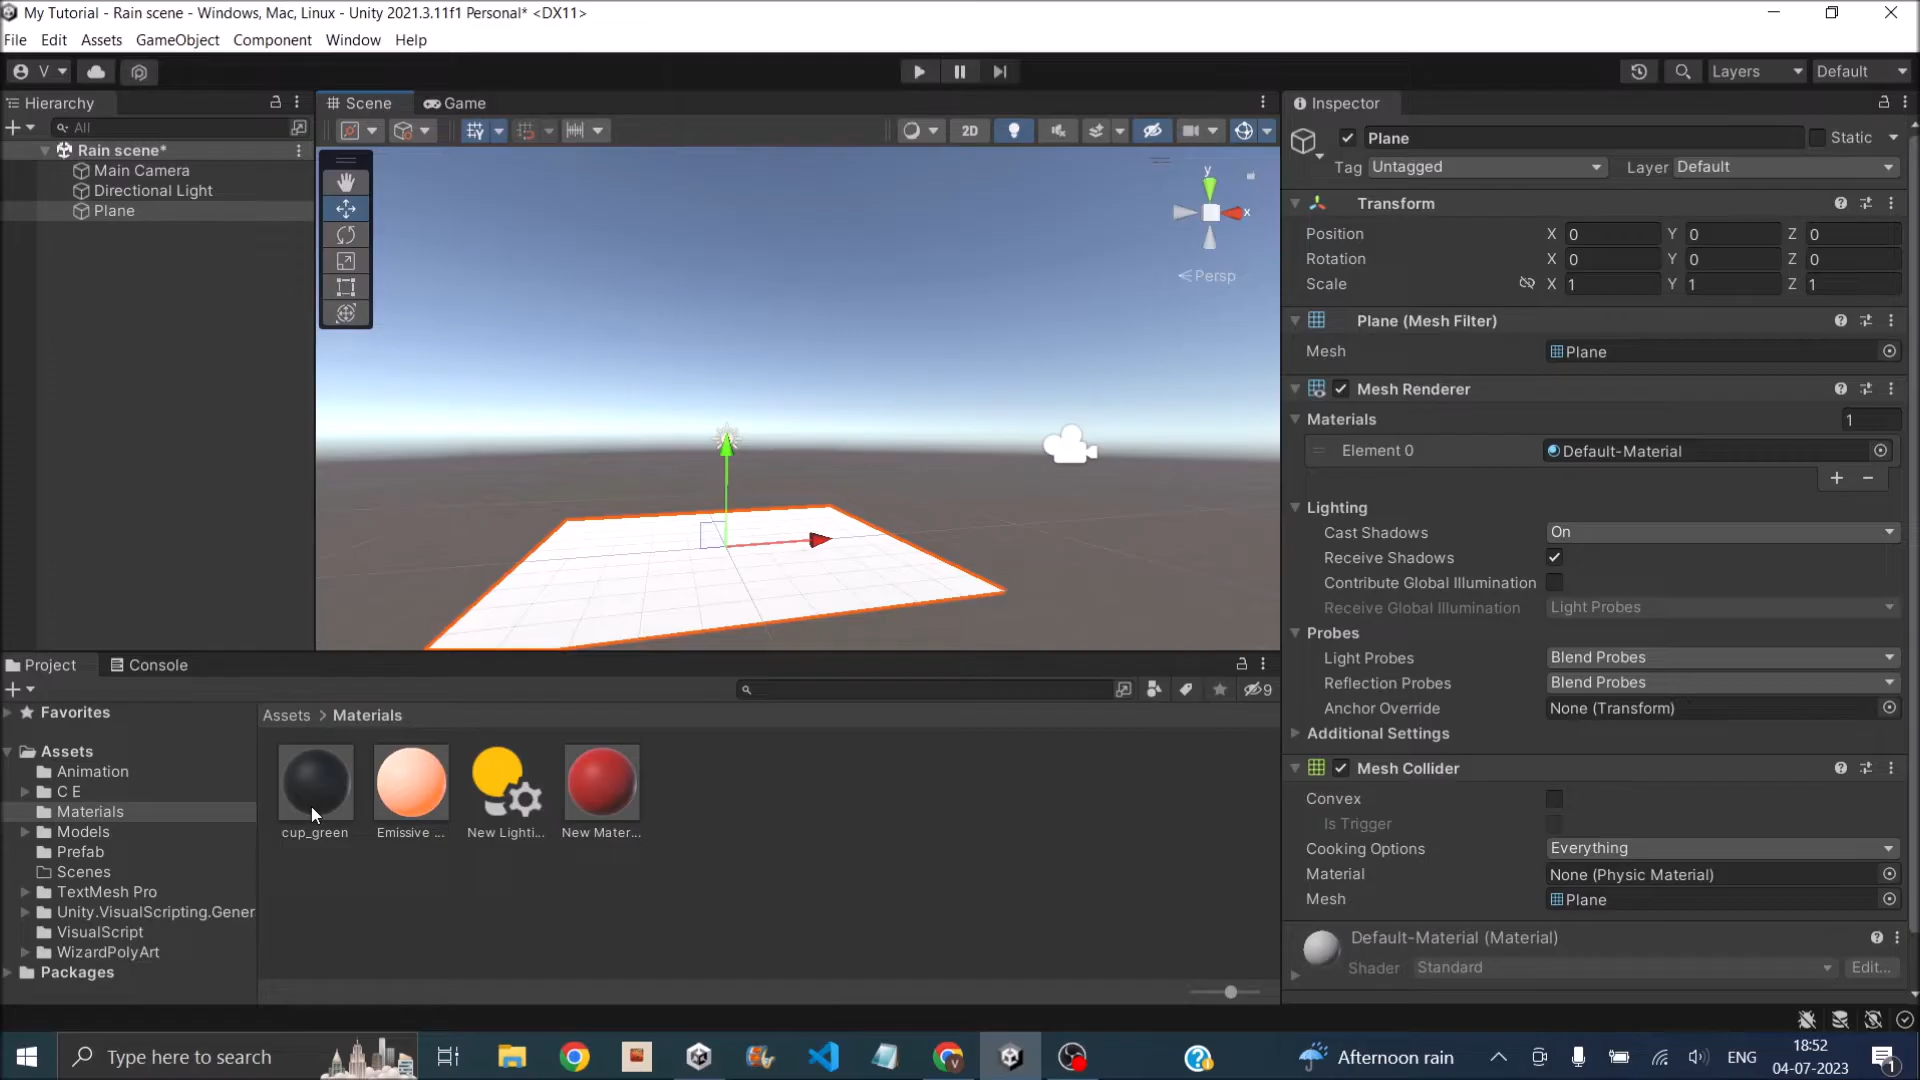 My Tutorial - Rain scene - Windows, Mac, Linux - Unity 2021.3.11f1 Personal* <DX11>
File Edit Assets GameObject Component Window Help
V Layers Default
Hierarchy
All
Rain scene*
Main Camera
Directional Light
Plane
Scene Game
2D
y
x
Persp
Inspector
Plane Static
Tag Untagged Layer Default
Transform
Position X 0 Y 0 Z 0
Rotation X 0 Y 0 Z 0
Scale X 1 Y 1 Z 1
Plane (Mesh Filter)
Mesh Plane
Mesh Renderer
Materials 1
Element 0 Default-Material
Lighting
Cast Shadows On
Receive Shadows
Contribute Global Illumination
Receive Global Illumination Light Probes
Probes
Light Probes Blend Probes
Reflection Probes Blend Probes
Anchor Override None (Transform)
Additional Settings
Mesh Collider
Convex
Is Trigger
Cooking Options Everything
Material None (Physic Material)
Mesh Plane
Default-Material (Material)
Shader Standard Edit...
Project Console
9
Favorites
Assets
Animation
C E
Materials
Models
Prefab
Scenes
TextMesh Pro
Unity.VisualScripting.Gener
VisualScript
WizardPolyArt
Packages
Assets > Materials
cup_green Emissive ... New Lighti... New Mater...
Type here to search
Afternoon rain ENG 18:52
04-07-2023 1